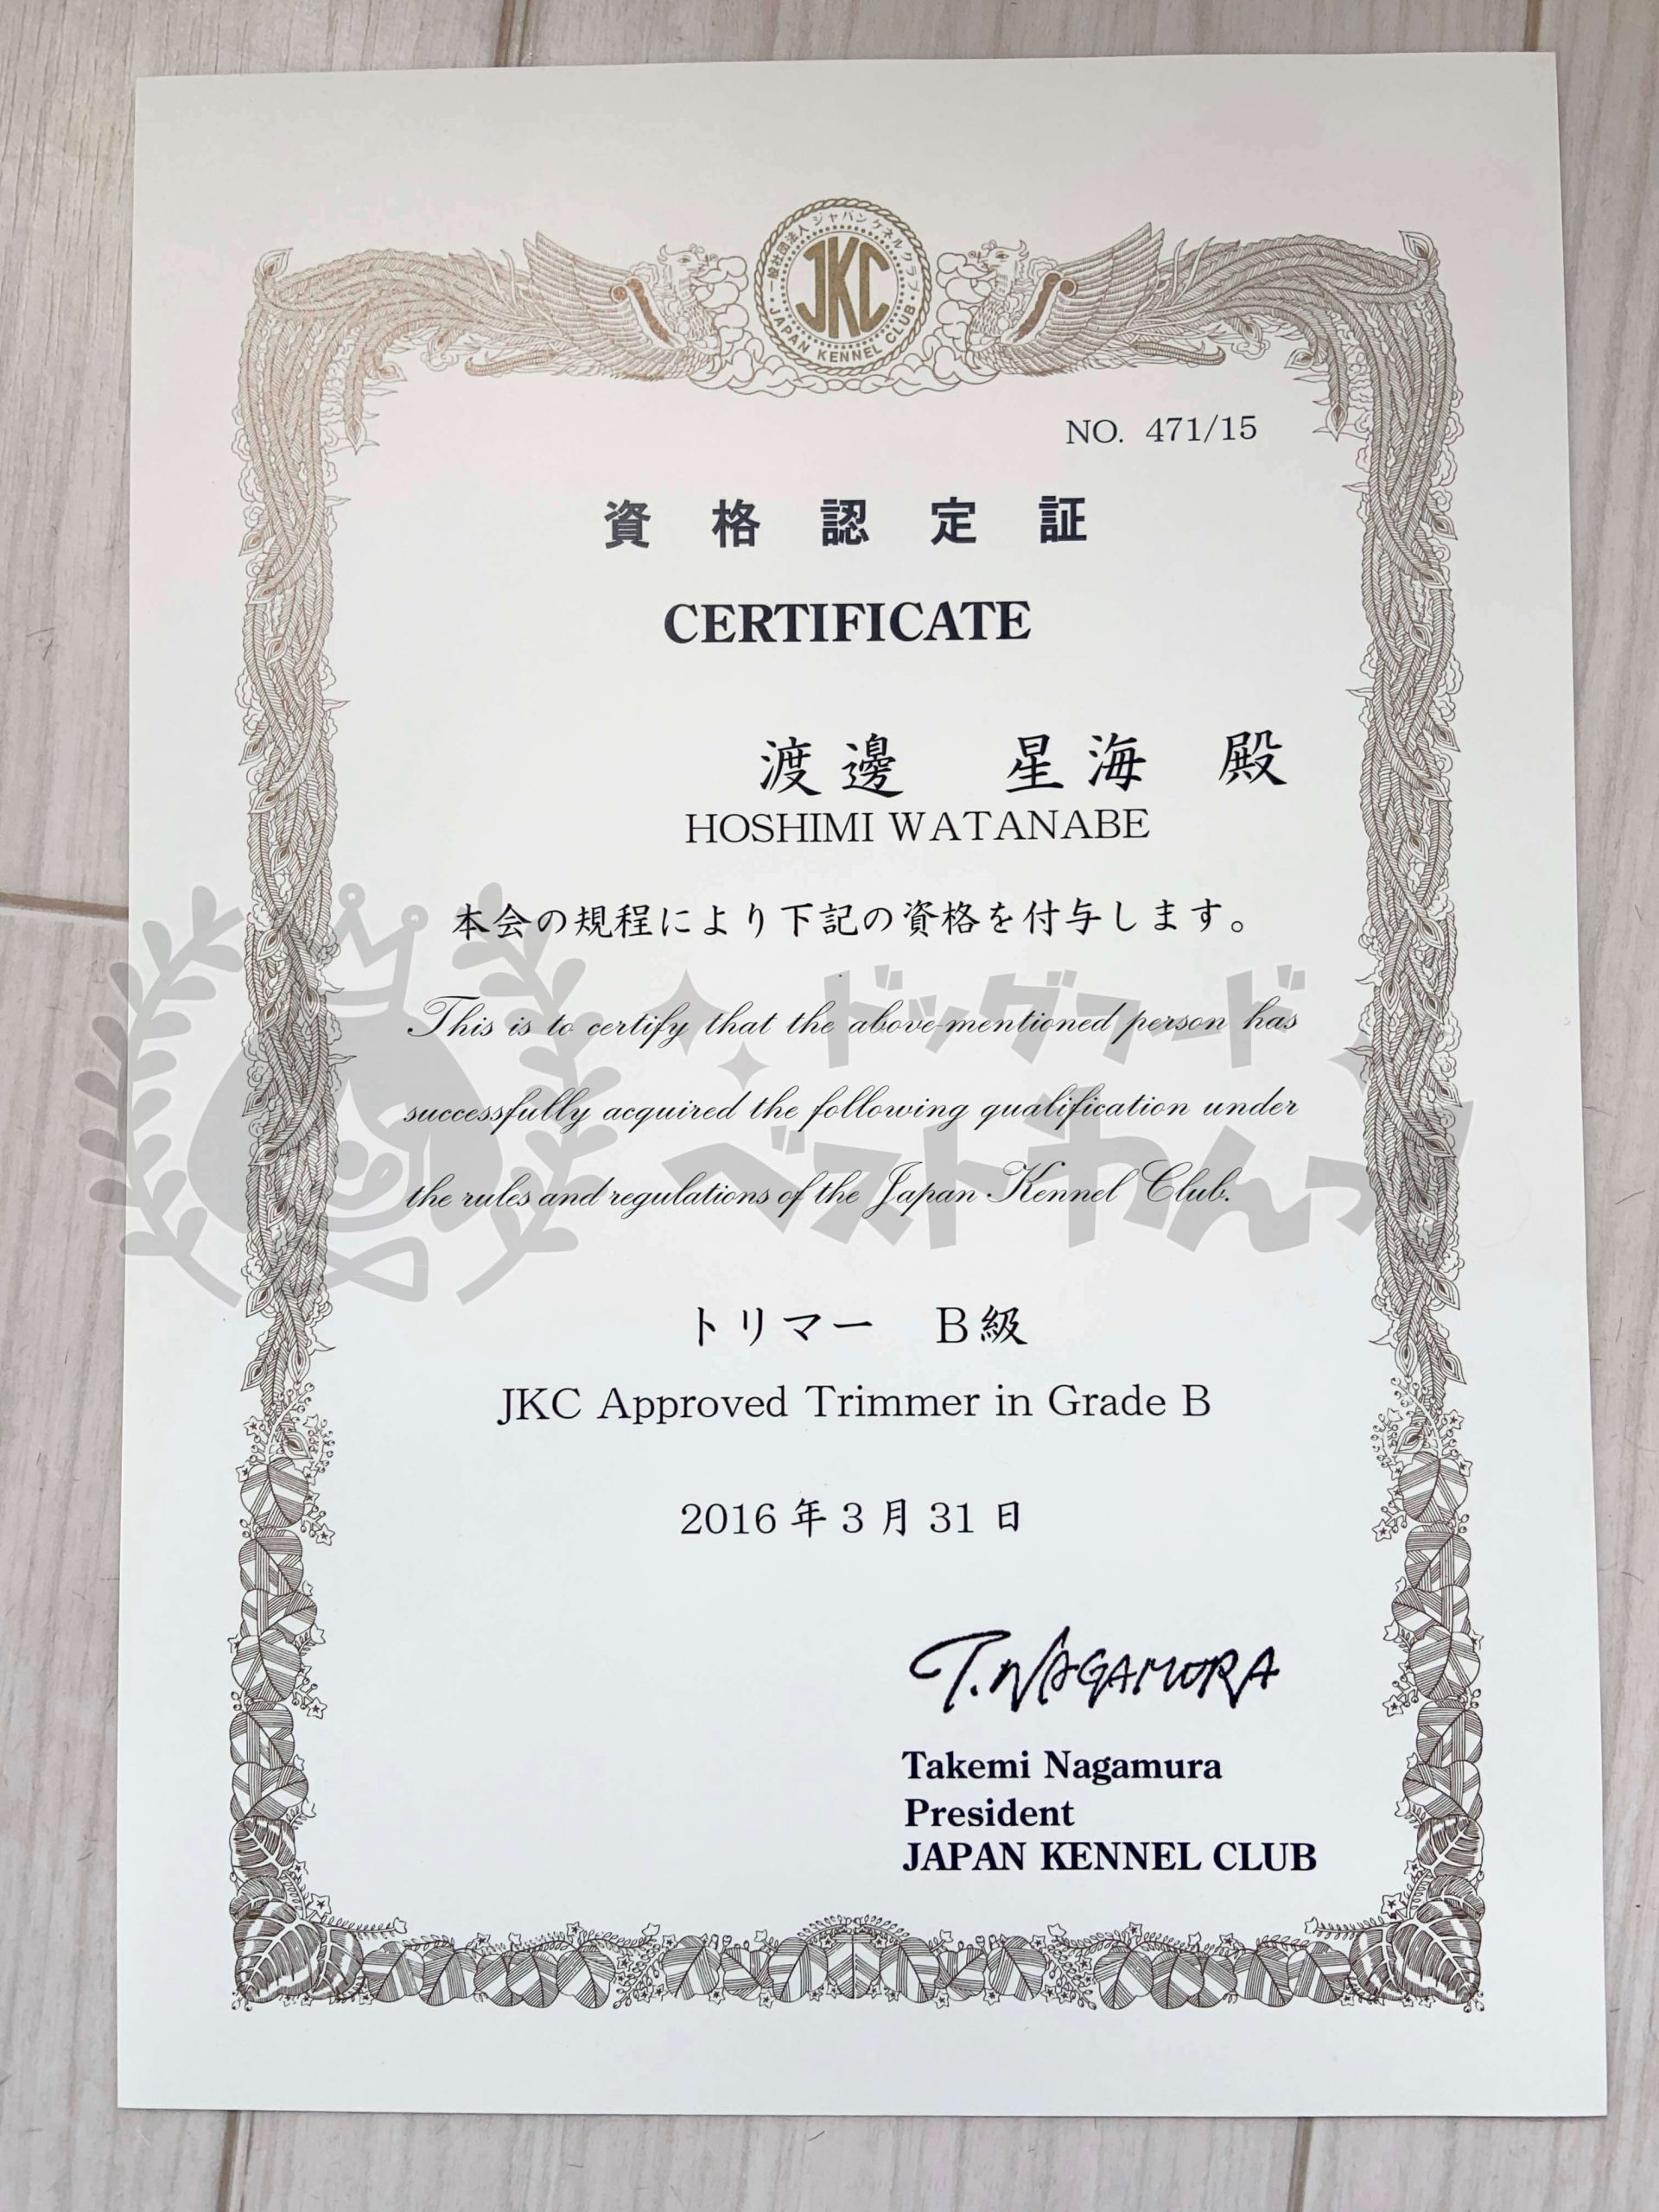 一般社団法人 ジャパンケネルクラブ
JKC
JAPAN KENNEL CLUB
NO. 471/15
資格認定証
CERTIFICATE
渡邊 星海 殿
HOSHIMI WATANABE
本会の規程により下記の資格を付与します。
This is to certify that the above-mentioned person has
ドッグフード
successfully acquired the following qualification under
ベストわんっ
the rules and regulations of the Japan Kennel Club.
トリマー B級
JKC Approved Trimmer in Grade B
2016年3月31日
T. NAGAMURA
Takemi Nagamura
President
JAPAN KENNEL CLUB